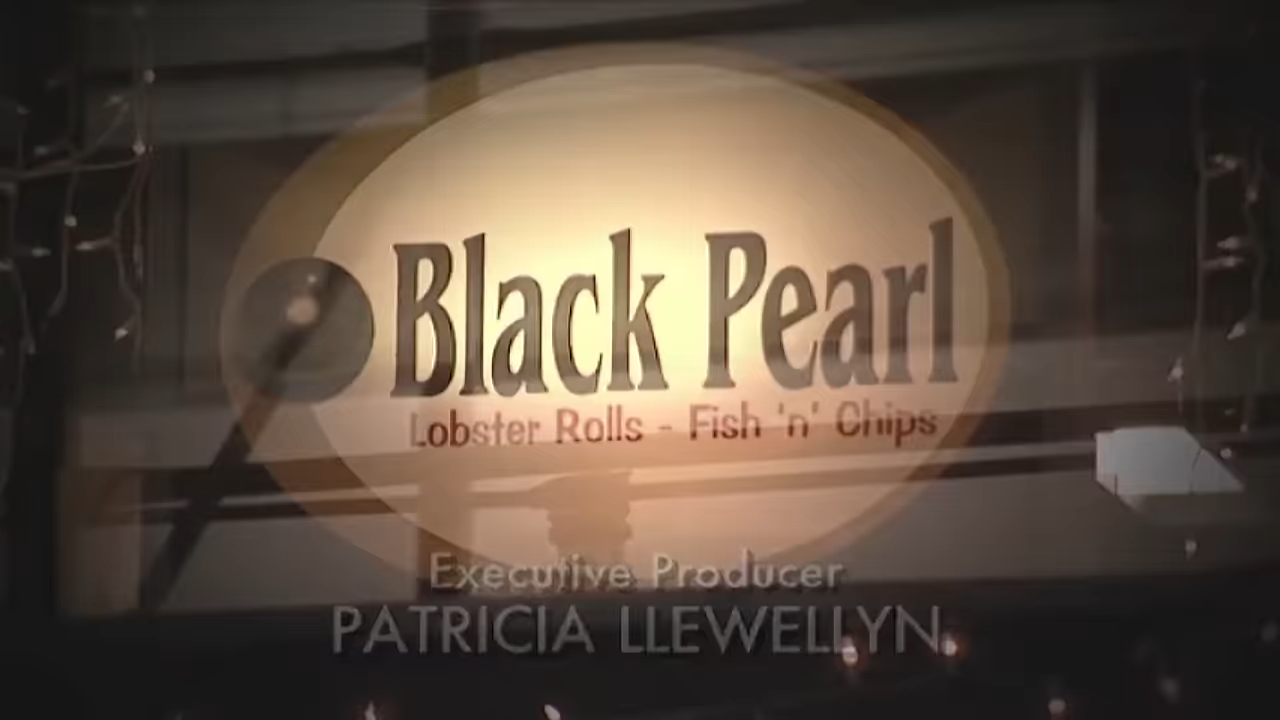 Black Pearl
Lobster Rolls - Fish 'n' Chips
Executive Producer
PATRICIA LLEWELLYN